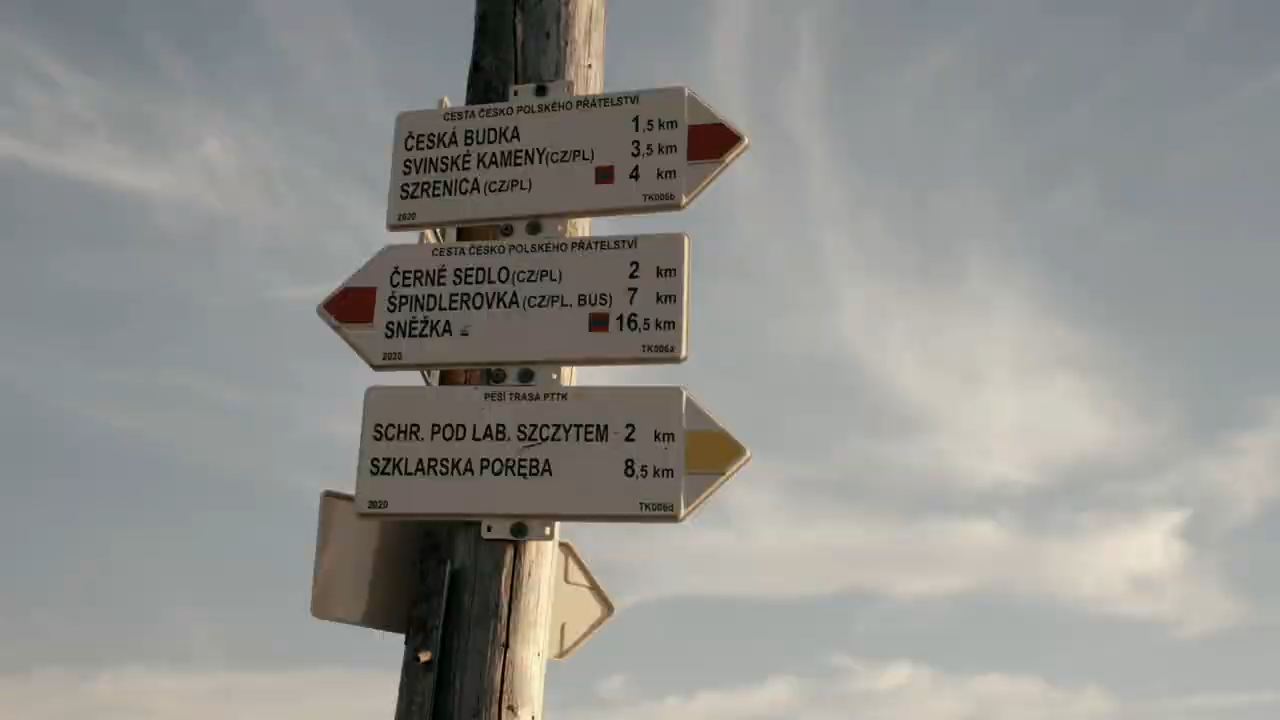 CESTA ČESKO POLSKÉHO PŘÁTELSTVÍ
ČESKÁ BUDKA 1,5 km
SVINSKÉ KAMENY(CZ/PL) 3,5 km
SZRENICA(CZ/PL) 4 km
2020 TK006b
CESTA ČESKO POLSKÉHO PŘÁTELSTVÍ
ČERNÉ SEDLO(CZ/PL) 2 km
ŠPINDLEROVKA(CZ/PL, BUS) 7 km
SNĚŽKA 16,5 km
2020 TK006a
PĚŠÍ TRASA PTTK
SCHR. POD LAB. SZCZYTEM 2 km
SZKLARSKA PORĘBA 8,5 km
2020 TK006d